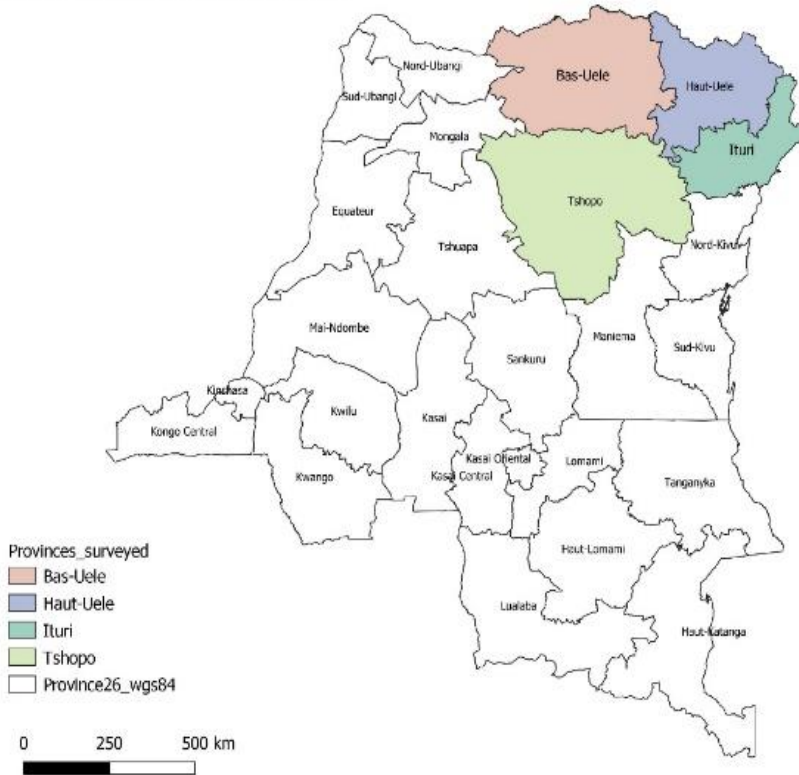 Nord-Ubangi
Bas-Uele
Haut-Uele
Sud-Ubangi
Mongala
Ituri
Equateur
Tshopo
Tshuapa
Nord-Kivu
Mai-Ndombe
Maniema
Sud-Kivu
Sankuru
Kinchasa
Kwilu
Kasai
Kongo Central
Kasai Oriental
Lomami
Kwango
Kasai Central
Tanganyka
Haut-Lomami
Lualaba
Haut-Katanga
Provinces_surveyed
Bas-Uele
Haut-Uele
Ituri
Tshopo
Province26_wgs84
0 250 500 km